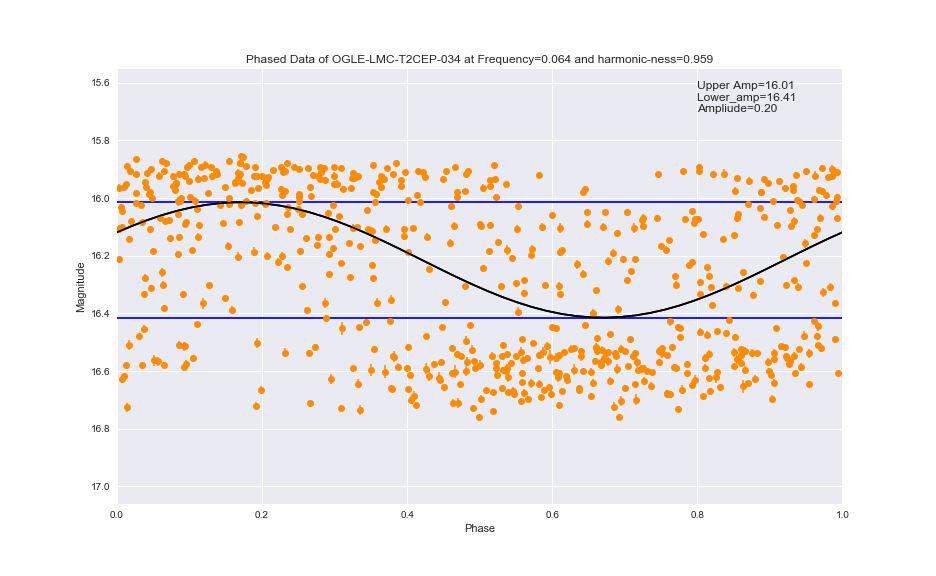 Phased Data of OGLE-LMC-T2CEP-034 at Frequency=0.064 and harmonic-ness=0.959
Upper Amp=16.01
Lower_amp=16.41
Ampliude=0.20
15.6
15.8
16.0
16.2
16.4
16.6
16.8
17.0
Magnitude
0.0 0.2 0.4 0.6 0.8 1.0
Phase